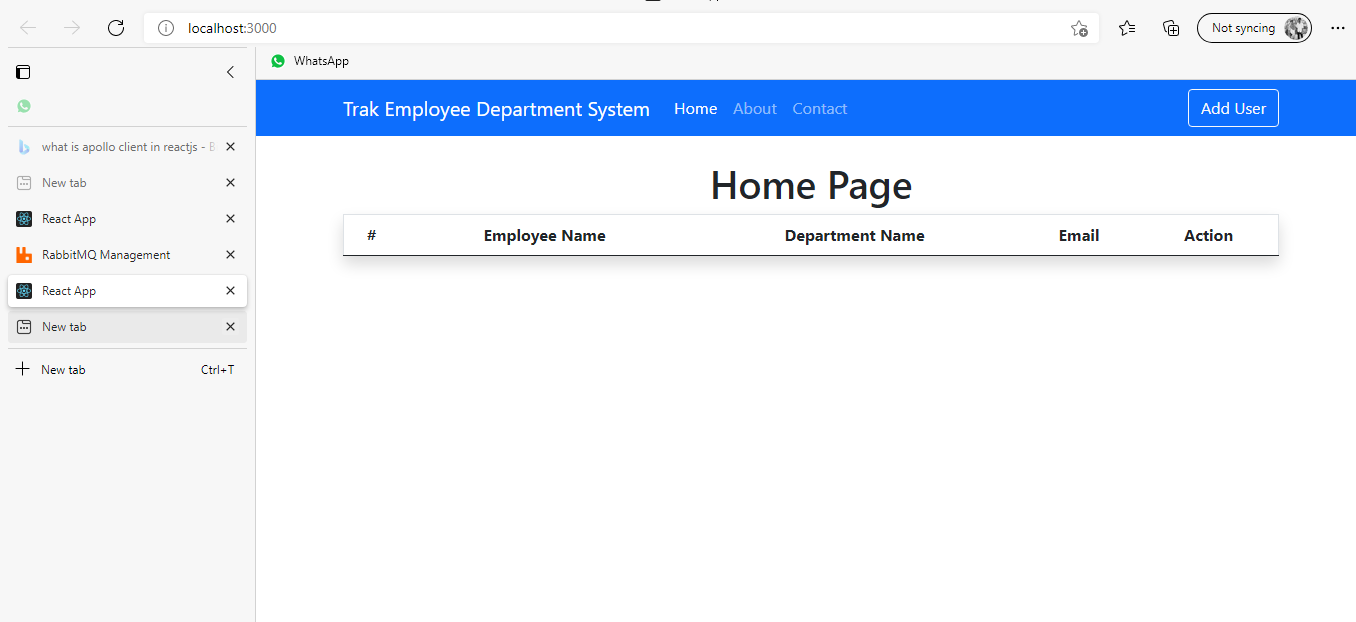 localhost:3000
Not syncing
WhatsApp
what is apollo client in reactjs - B
New tab
React App
RabbitMQ Management
React App
New tab
New tab Ctrl+T
Trak Employee Department System Home About Contact Add User
Home Page
# Employee Name Department Name Email Action